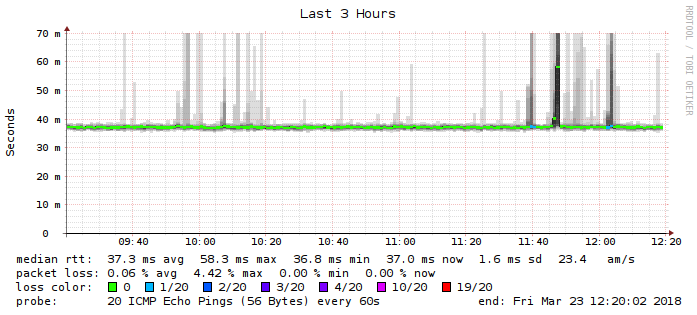 Last 3 Hours
RRDTOOL / TOBI OETIKER
Seconds
70 m
60 m
50 m
40 m
30 m
20 m
10 m
0
09:40 10:00 10:20 10:40 11:00 11:20 11:40 12:00 12:20
median rtt: 37.3 ms avg 58.3 ms max 36.8 ms min 37.0 ms now 1.6 ms sd 23.4 am/s
packet loss: 0.06 % avg 4.42 % max 0.00 % min 0.00 % now
loss color: 0 1/20 2/20 3/20 4/20 10/20 19/20
probe: 20 ICMP Echo Pings (56 Bytes) every 60s end: Fri Mar 23 12:20:02 2018